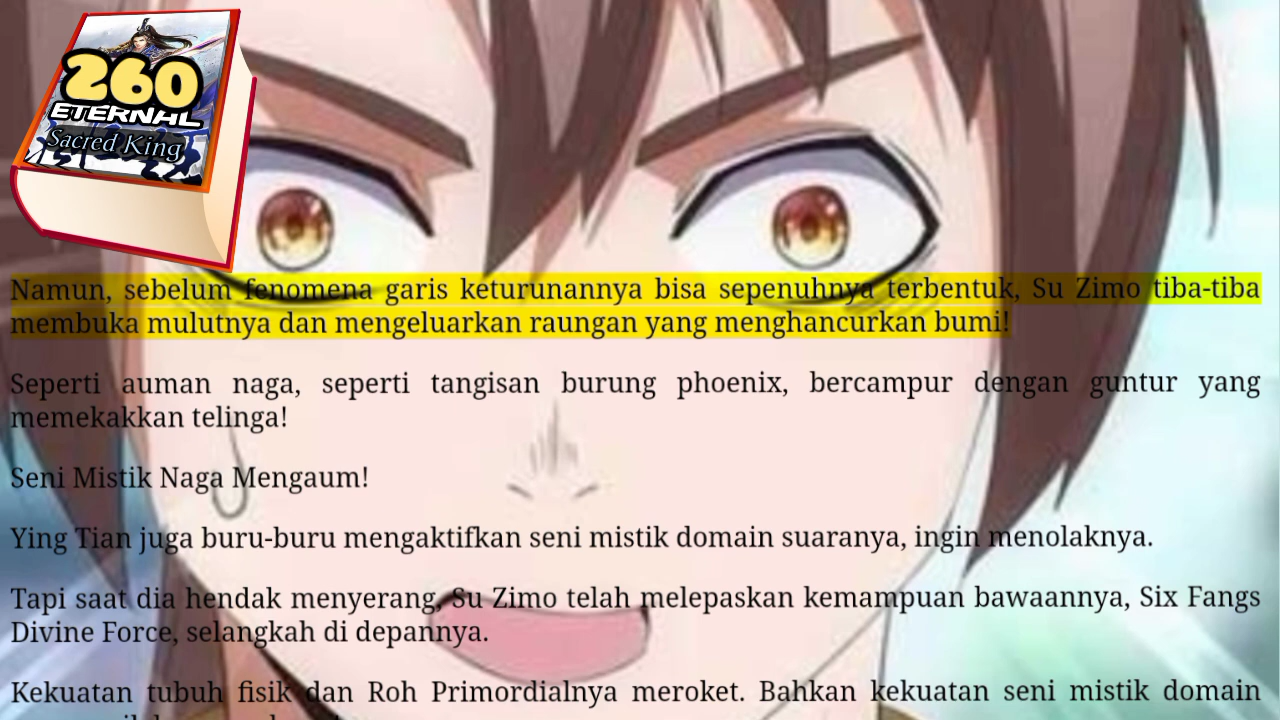 260
ETERNAL
Sacred King
Namun, sebelum fenomena garis keturunannya bisa sepenuhnya terbentuk, Su Zimo tiba-tiba
membuka mulutnya dan mengeluarkan raungan yang menghancurkan bumi!
Seperti auman naga, seperti tangisan burung phoenix, bercampur dengan guntur yang
memekakkan telinga!
Seni Mistik Naga Mengaum!
Ying Tian juga buru-buru mengaktifkan seni mistik domain suaranya, ingin menolaknya.
Tapi saat dia hendak menyerang, Su Zimo telah melepaskan kemampuan bawaannya, Six Fangs
Divine Force, selangkah di depannya.
Kekuatan tubuh fisik dan Roh Primordialnya meroket. Bahkan kekuatan seni mistik domain